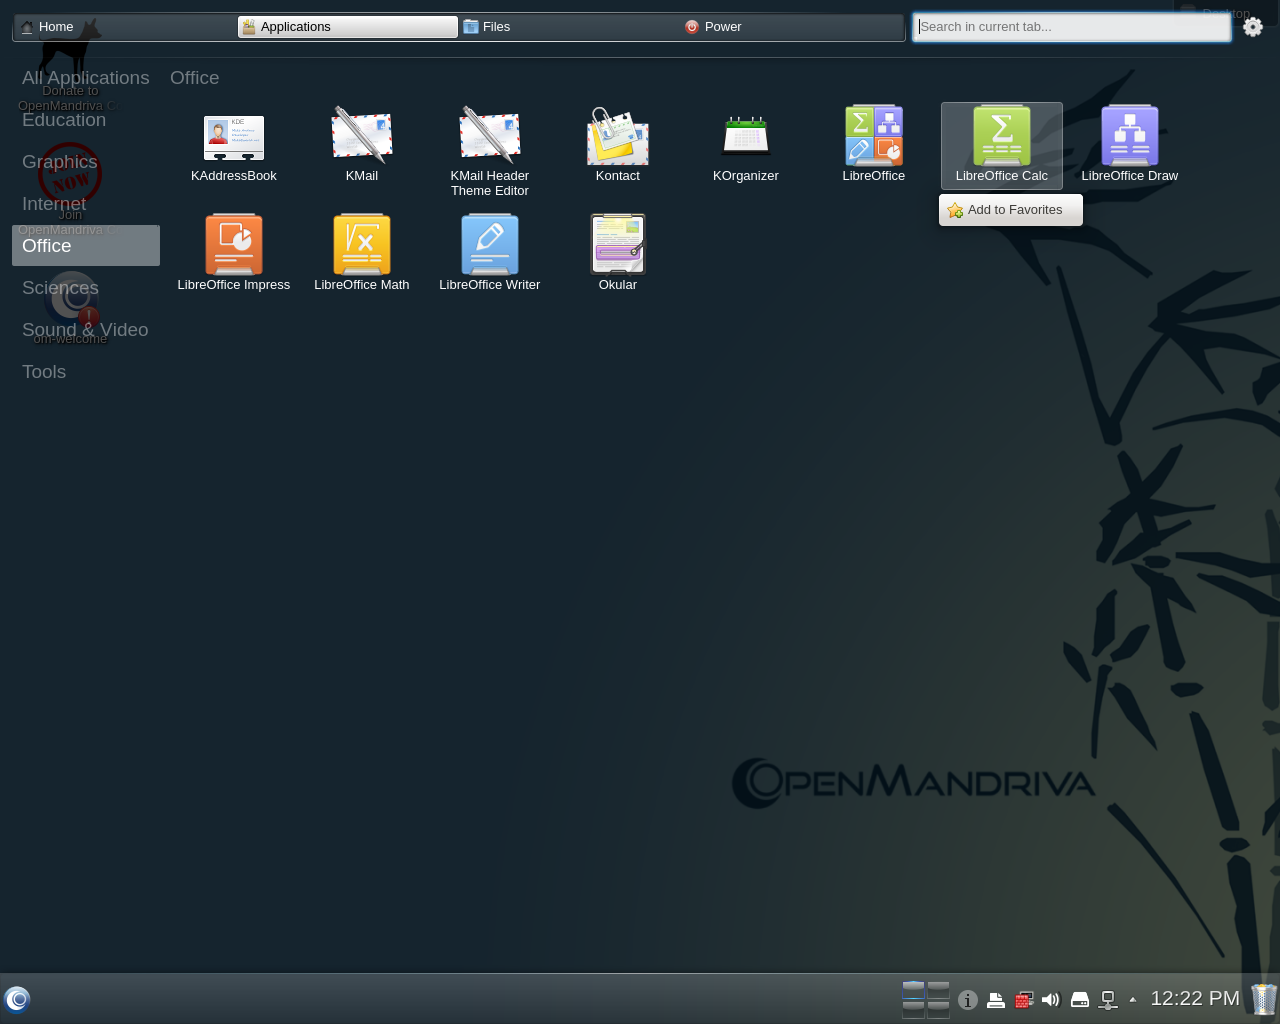 Home
Applications
Files
Power
Search in current tab...
Desktop
All Applications
Office
Donate to
OpenMandriva
Education
Graphics
NOW
Internet
Join
OpenMandriva
Office
Sciences
Sound & Video
om-welcome
Tools
KDE
KAddressBook
KMail
KMail Header
Theme Editor
Kontact
KOrganizer
LibreOffice
LibreOffice Calc
LibreOffice Draw
Add to Favorites
LibreOffice Impress
LibreOffice Math
LibreOffice Writer
Okular
OPENMANDRIVA
12:22 PM